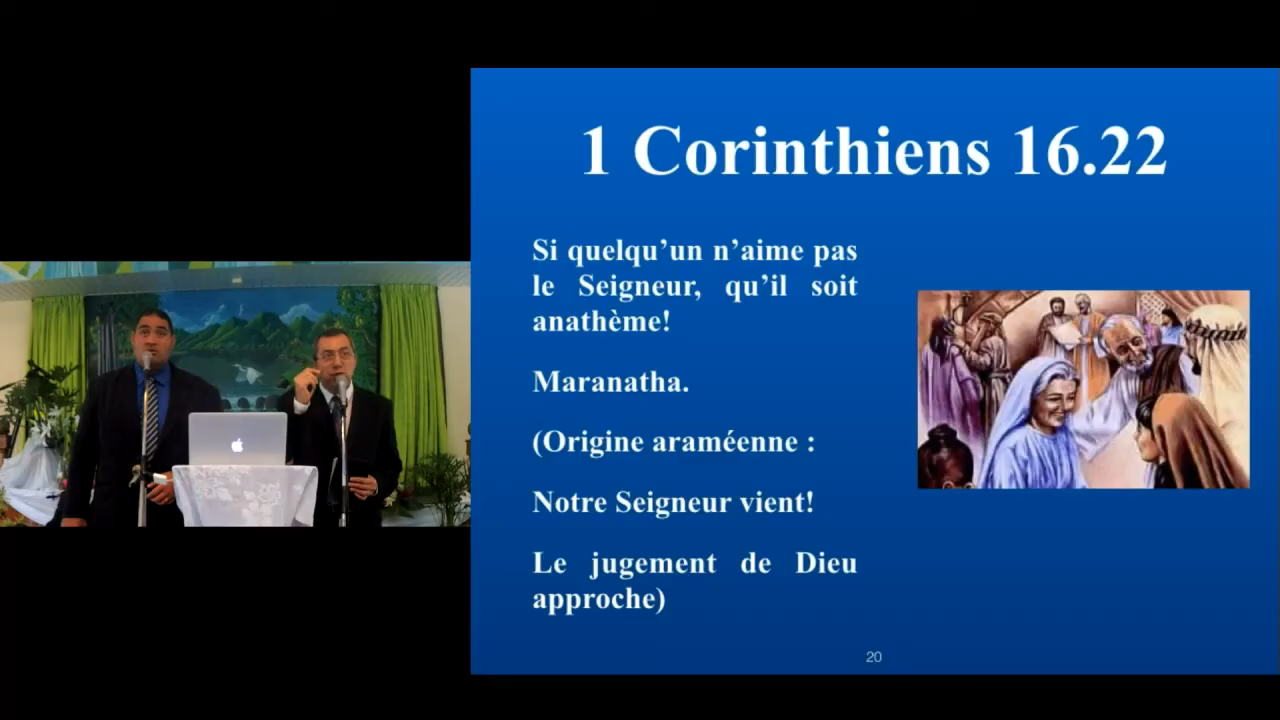 1 Corinthiens 16.22
Si quelqu’un n’aime pas
le Seigneur, qu’il soit
anathème!
Maranatha.
(Origine araméenne :
Notre Seigneur vient!
Le jugement de Dieu
approche)
20